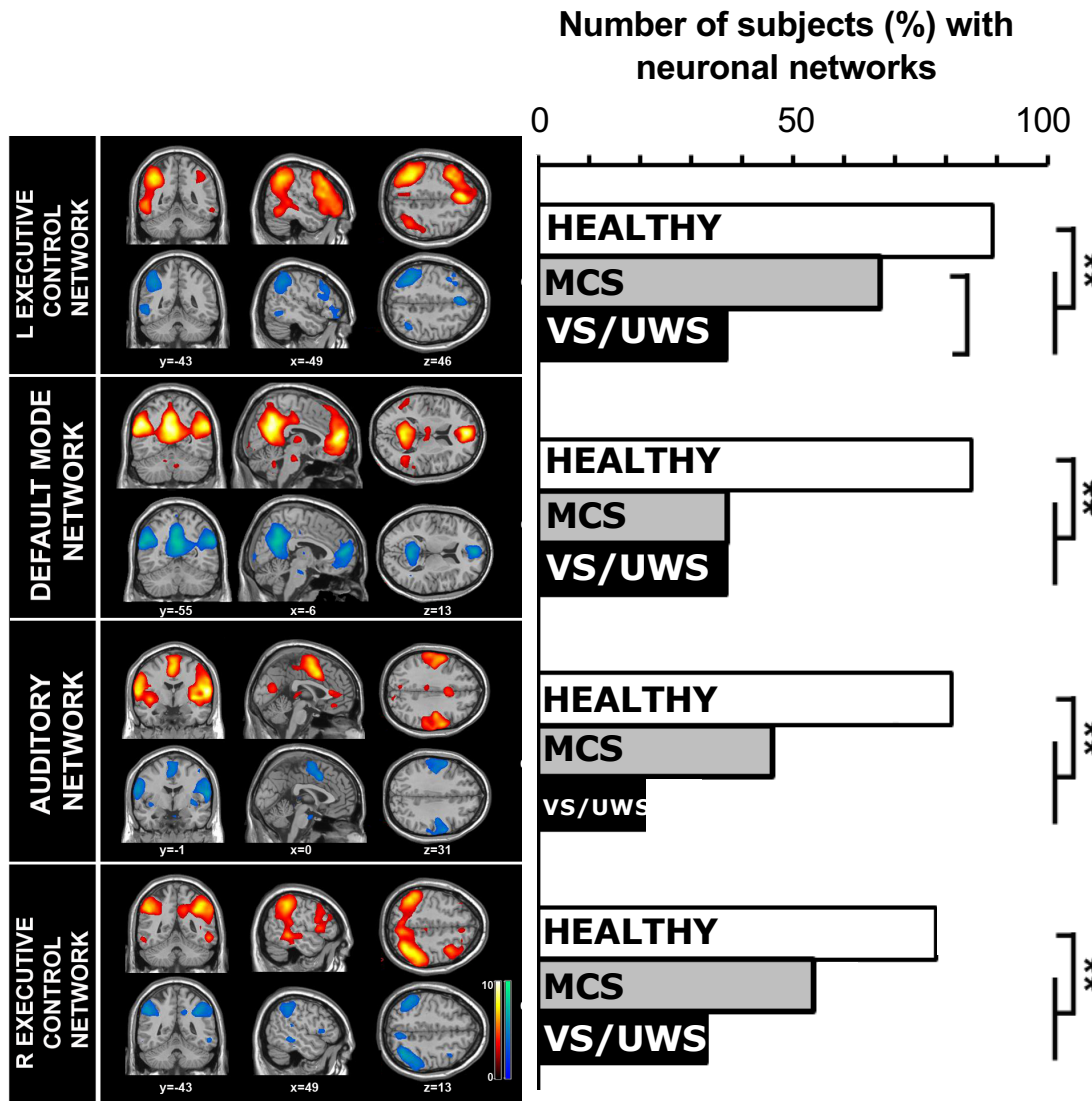 Number of subjects (%) with
neuronal networks
0 50 100
L EXECUTIVE
CONTROL
NETWORK
y=-43 x=-49 z=46
HEALTHY
MCS
VS/UWS
**
DEFAULT MODE
NETWORK
y=-55 x=-6 z=13
HEALTHY
MCS
VS/UWS
**
AUDITORY
NETWORK
y=-1 x=0 z=31
HEALTHY
MCS
VS/UWS
**
R EXECUTIVE
CONTROL
NETWORK
10
0
y=-43 x=49 z=13
HEALTHY
MCS
VS/UWS
**